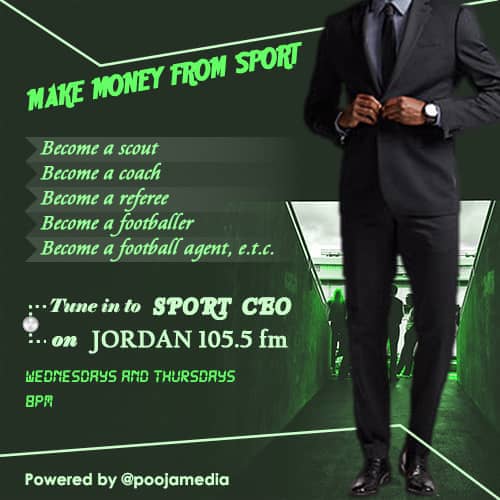 MAKE MONEY FROM SPORT
Become a scout
Become a coach
Become a referee
Become a footballer
Become a football agent, e.t.c.
Tune in to SPORT CEO
on JORDAN 105.5 fm
WEDNESDAYS AND THURSDAYS
8PM
Powered by @poojamedia